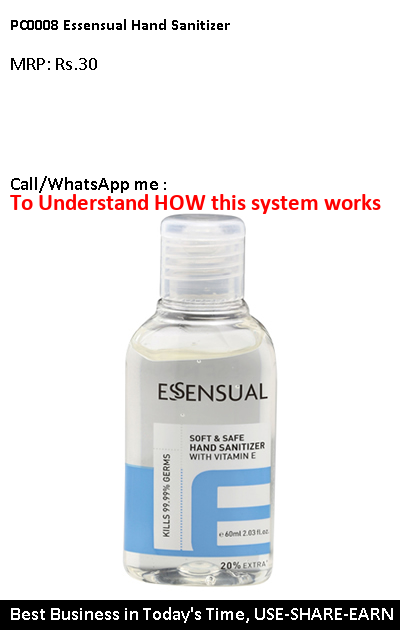 PC0008 Essensual Hand Sanitizer
MRP: Rs.30
Call/WhatsApp me :
To Understand HOW this system works
ESSENSUAL
SOFT & SAFE
HAND SANITIZER
WITH VITAMIN E
KILLS 99.99% GERMS
e 60ml 2.03 fl.oz.
20% EXTRA*
Best Business in Today's Time, USE-SHARE-EARN